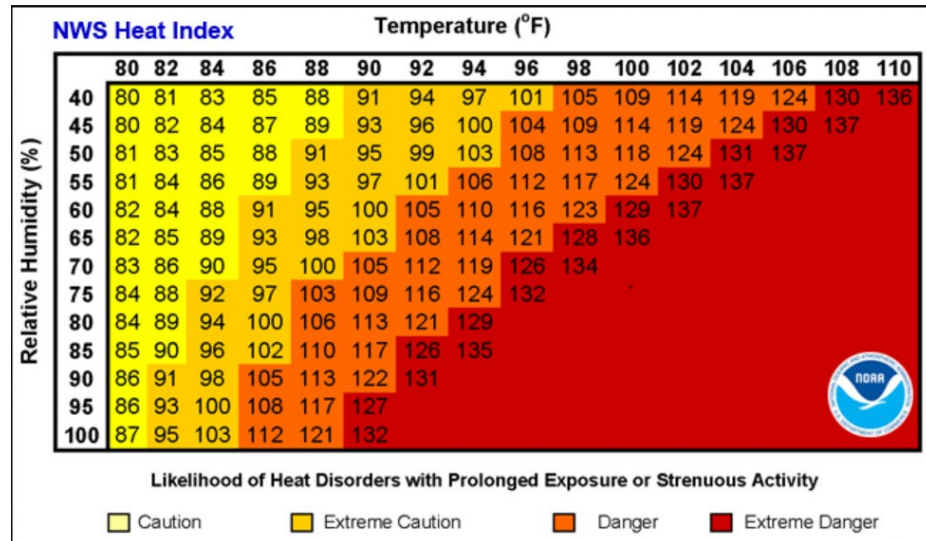 NWS Heat Index Temperature (°F)
80 82 84 86 88 90 92 94 96 98 100 102 104 106 108 110
Relative Humidity (%)
40 80 81 83 85 88 91 94 97 101 105 109 114 119 124 130 136
45 80 82 84 87 89 93 96 100 104 109 114 119 124 130 137
50 81 83 85 88 91 95 99 103 108 113 118 124 131 137
55 81 84 86 89 93 97 101 106 112 117 124 130 137
60 82 84 88 91 95 100 105 110 116 123 129 137
65 82 85 89 93 98 103 108 114 121 128 136
70 83 86 90 95 100 105 112 119 126 134
75 84 88 92 97 103 109 116 124 132
80 84 89 94 100 106 113 121 129
85 85 90 96 102 110 117 126 135
90 86 91 98 105 113 122 131
95 86 93 100 108 117 127
100 87 95 103 112 121 132
NOAA
Likelihood of Heat Disorders with Prolonged Exposure or Strenuous Activity
Caution Extreme Caution Danger Extreme Danger